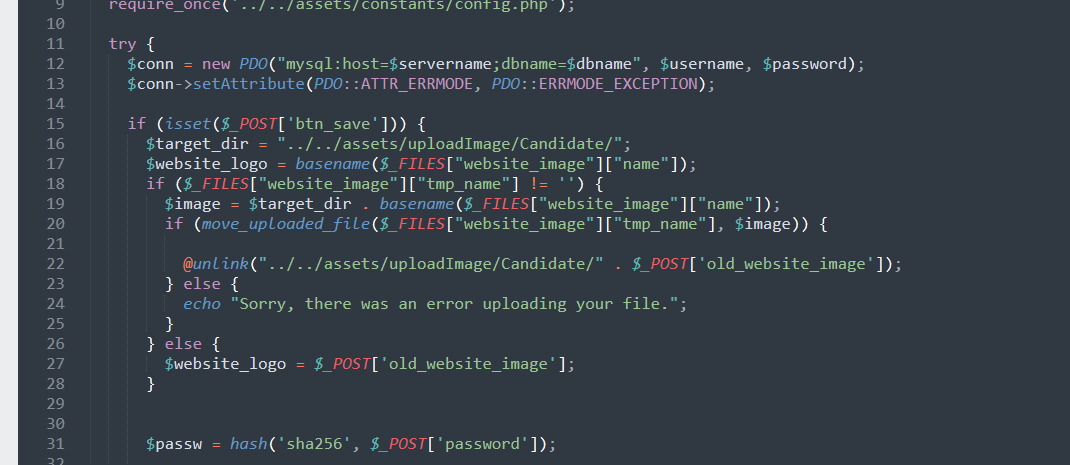 9 require_once('../../assets/constants/config.php');
10
11 try {
12 $conn = new PDO("mysql:host=$servername;dbname=$dbname", $username, $password);
13 $conn->setAttribute(PDO::ATTR_ERRMODE, PDO::ERRMODE_EXCEPTION);
14
15 if (isset($_POST['btn_save'])) {
16 $target_dir = "../../assets/uploadImage/Candidate/";
17 $website_logo = basename($_FILES["website_image"]["name"]);
18 if ($_FILES["website_image"]["tmp_name"] != '') {
19 $image = $target_dir . basename($_FILES["website_image"]["name"]);
20 if (move_uploaded_file($_FILES["website_image"]["tmp_name"], $image)) {
21
22 @unlink("../../assets/uploadImage/Candidate/" . $_POST['old_website_image']);
23 } else {
24 echo "Sorry, there was an error uploading your file.";
25 }
26 } else {
27 $website_logo = $_POST['old_website_image'];
28 }
29
30
31 $passw = hash('sha256', $_POST['password']);
32